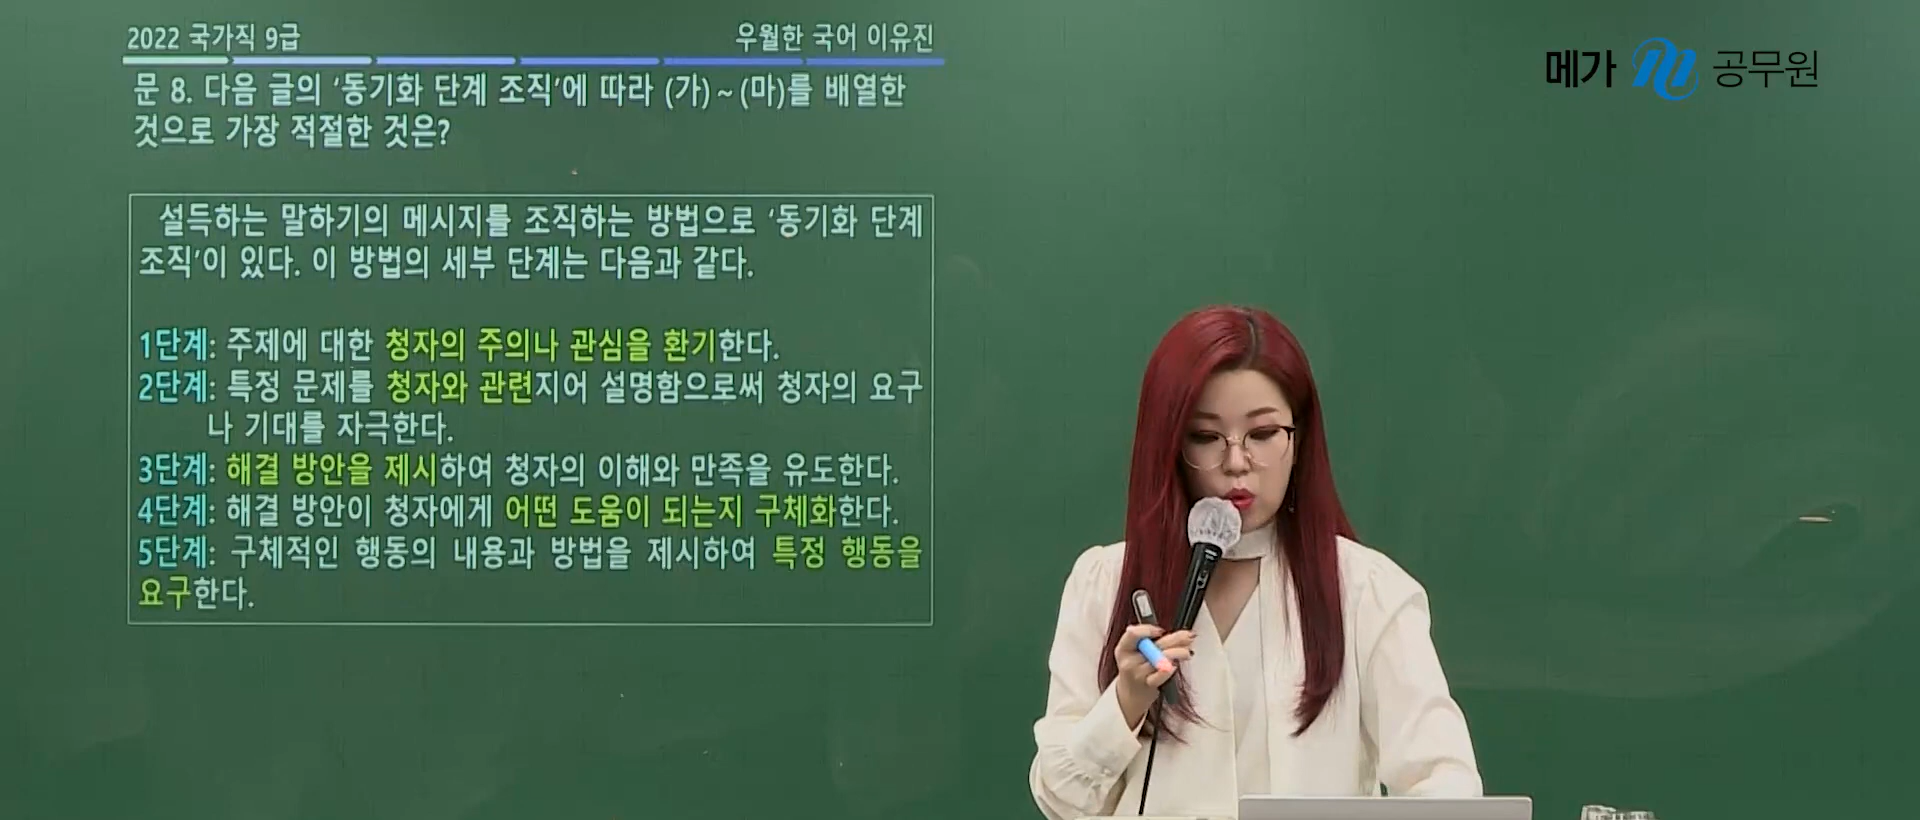 2022 국가직 9급
우월한 국어 이유진
메가 공무원
문 8. 다음 글의 ‘동기화 단계 조직’에 따라 (가) ~ (마)를 배열한
것으로 가장 적절한 것은?
설득하는 말하기의 메시지를 조직하는 방법으로 ‘동기화 단계
조직’이 있다. 이 방법의 세부 단계는 다음과 같다.
1단계: 주제에 대한 청자의 주의나 관심을 환기한다.
2단계: 특정 문제를 청자와 관련지어 설명함으로써 청자의 요구
나 기대를 자극한다.
3단계: 해결 방안을 제시하여 청자의 이해와 만족을 유도한다.
4단계: 해결 방안이 청자에게 어떤 도움이 되는지 구체화한다.
5단계: 구체적인 행동의 내용과 방법을 제시하여 특정 행동을
요구한다.